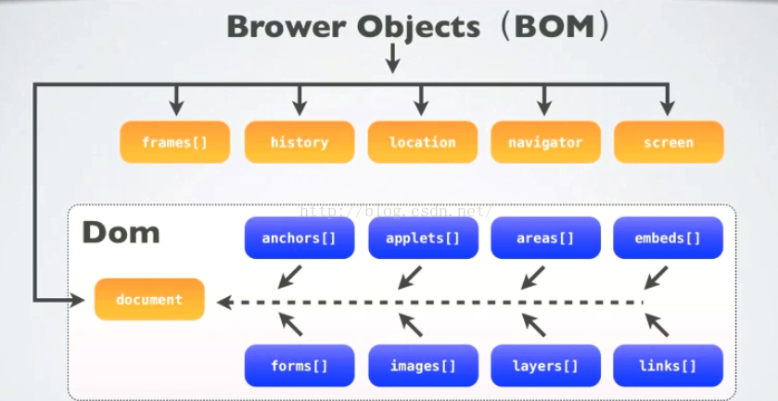 Brower Objects（BOM）
frames[] history location navigator screen
http://blog.csdn.net/
Dom
anchors[] applets[] areas[] embeds[]
document
forms[] images[] layers[] links[]